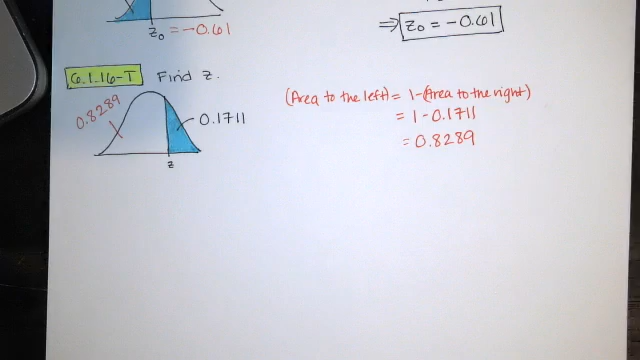 z₀ = -0.61
⇒ z₀ = -0.61
6.1.16-T Find z.
0.8289
0.1711
z
(Area to the left) = 1-(Area to the right)
= 1 - 0.1711
= 0.8289